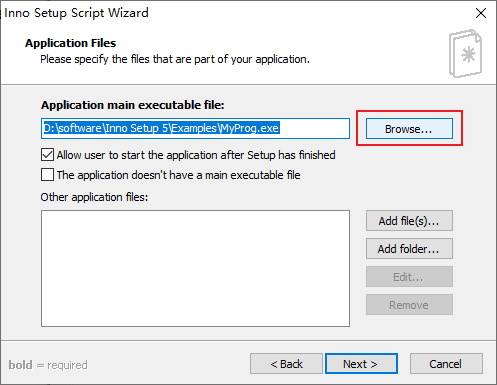 Inno Setup Script Wizard
Application Files
Please specify the files that are part of your application.
Application main executable file:
D:\software\Inno Setup 5\Examples\MyProg.exe
Browse...
Allow user to start the application after Setup has finished
The application doesn't have a main executable file
Other application files:
Add file(s)...
Add folder...
Edit...
Remove
bold = required
< Back
Next >
Cancel